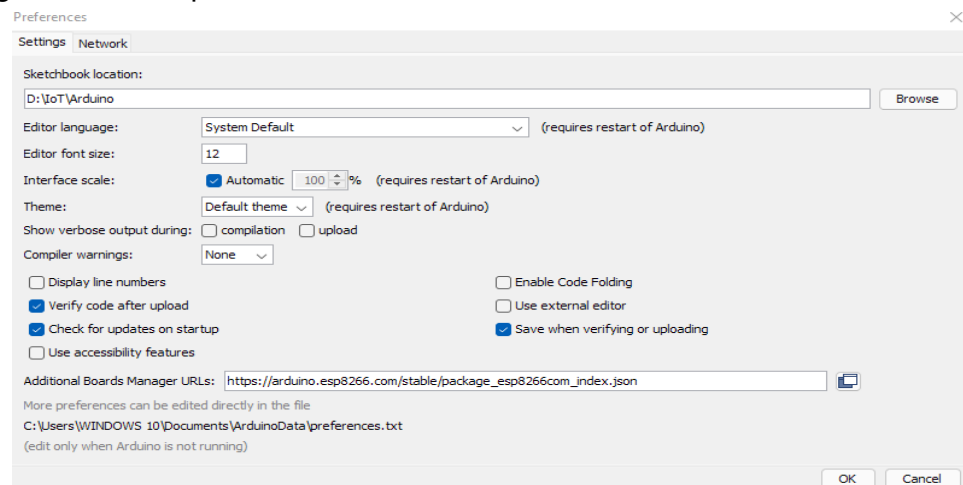 Preferences
Settings Network
Sketchbook location:
D:\IoT\Arduino Browse
Editor language: System Default (requires restart of Arduino)
Editor font size: 12
Interface scale: Automatic 100 % (requires restart of Arduino)
Theme: Default theme (requires restart of Arduino)
Show verbose output during: compilation upload
Compiler warnings: None
Display line numbers Enable Code Folding
Verify code after upload Use external editor
Check for updates on startup Save when verifying or uploading
Use accessibility features
Additional Boards Manager URLs: https://arduino.esp8266.com/stable/package_esp8266com_index.json
More preferences can be edited directly in the file
C:\Users\WINDOWS 10\Documents\ArduinoData\preferences.txt
(edit only when Arduino is not running)
OK Cancel